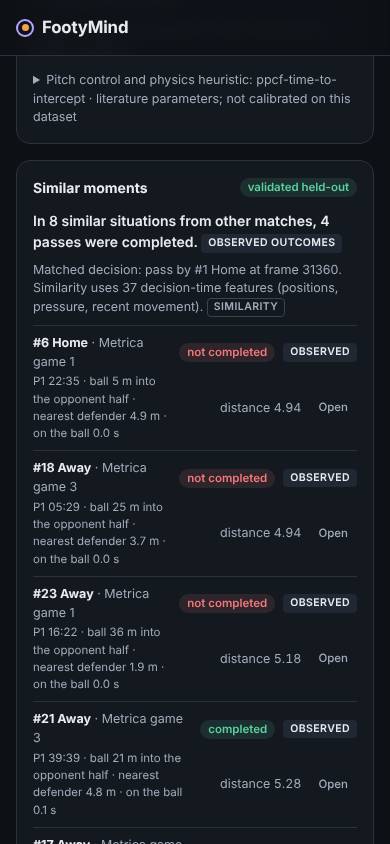 FootyMind
▶ Pitch control and physics heuristic: ppcf-time-to-
intercept · literature parameters; not calibrated on this
dataset
Similar moments
validated held-out
In 8 similar situations from other matches, 4
passes were completed. OBSERVED OUTCOMES
Matched decision: pass by #1 Home at frame 31360.
Similarity uses 37 decision-time features (positions,
pressure, recent movement). SIMILARITY
#6 Home · Metrica
game 1
not completed OBSERVED
P1 22:35 · ball 5 m into
the opponent half ·
nearest defender 4.9 m ·
on the ball 0.0 s
distance 4.94 Open
#18 Away · Metrica
game 3
not completed OBSERVED
P1 05:29 · ball 25 m into
the opponent half ·
nearest defender 3.7 m ·
on the ball 0.0 s
distance 4.94 Open
#23 Away · Metrica
game 1
not completed OBSERVED
P1 16:22 · ball 36 m into
the opponent half ·
nearest defender 1.9 m ·
on the ball 0.0 s
distance 5.18 Open
#21 Away · Metrica game
3
completed OBSERVED
P1 39:39 · ball 21 m into the
opponent half · nearest
defender 4.8 m · on the ball
0.1 s
distance 5.28 Open
#17 Away · Metrica game